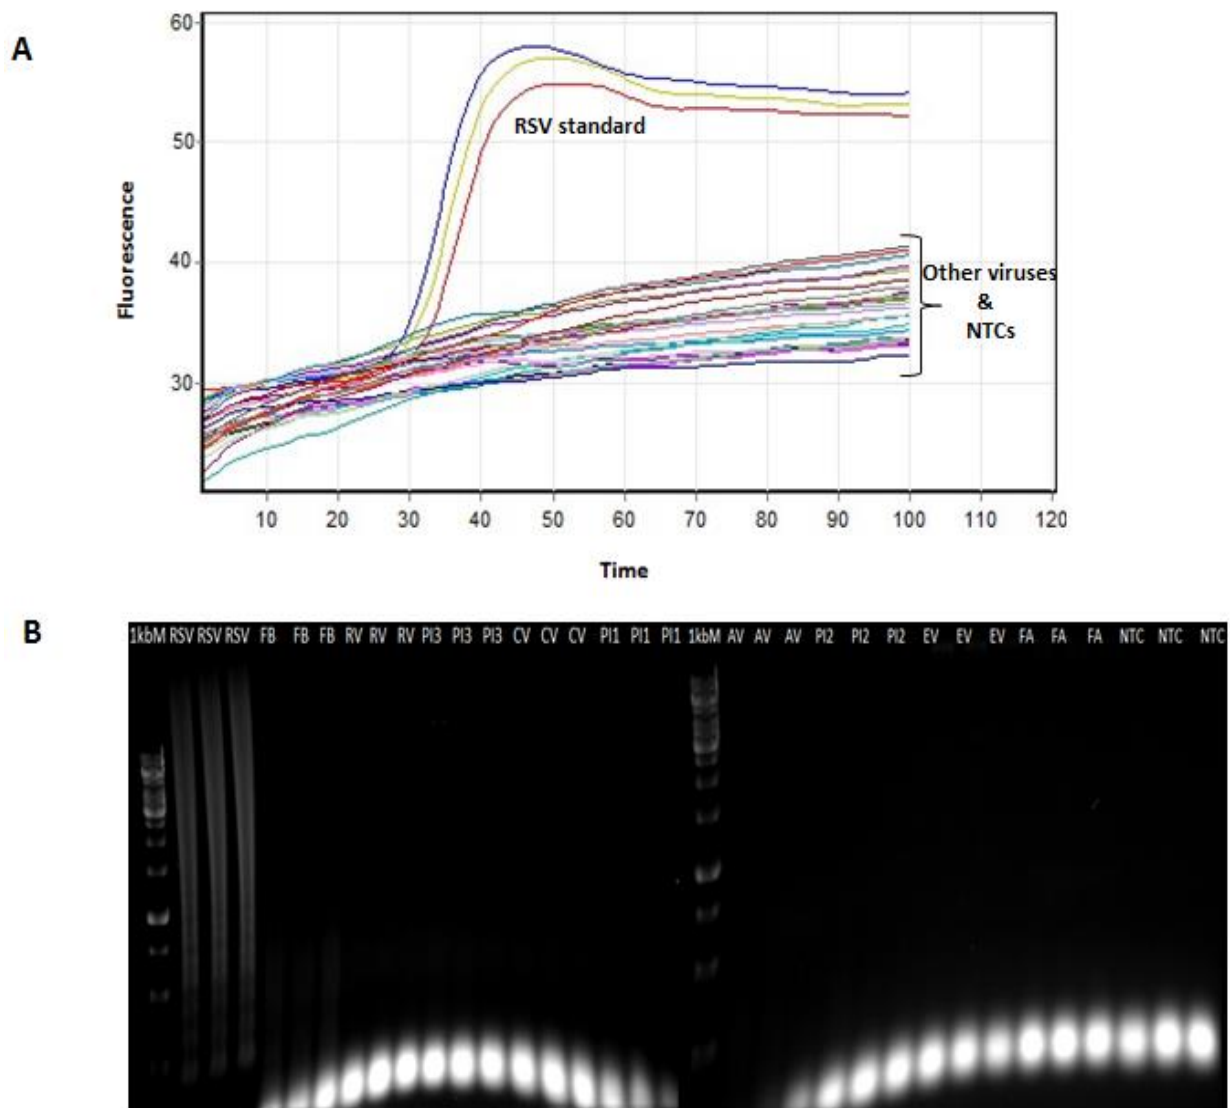 A
60
50
40
30
Fluorescence
RSV standard
Other viruses
&
NTCs
10 20 30 40 50 60 70 80 90 100 110 120
Time
B
1kbM RSV RSV RSV FB FB FB RV RV RV PI3 PI3 PI3 CV CV CV PI1 PI1 PI1 1kbM AV AV AV PI2 PI2 PI2 EV EV EV FA FA FA NTC NTC NTC